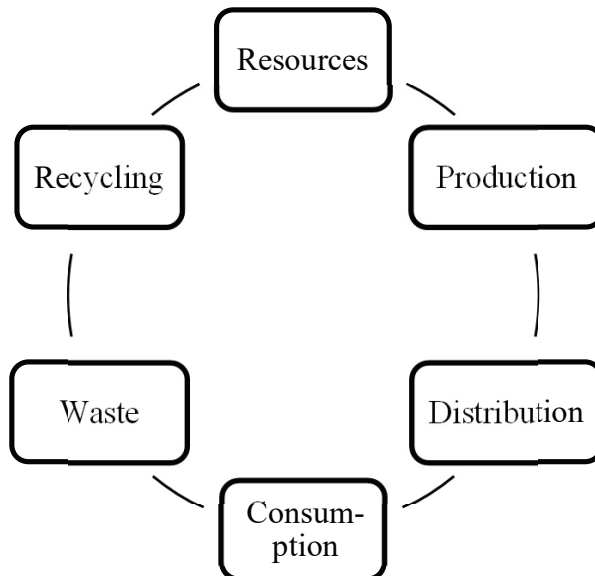 Resources
Production
Distribution
Consum-
ption
Waste
Recycling